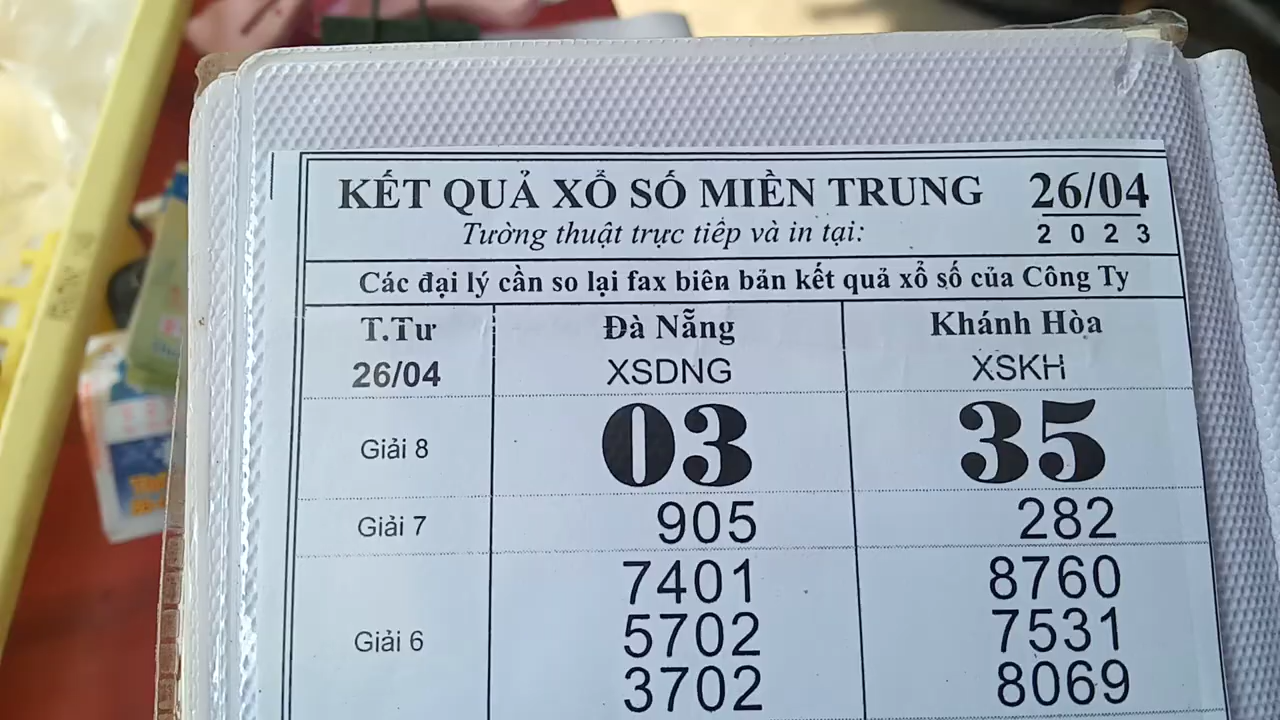 KẾT QUẢ XỔ SỐ MIỀN TRUNG 26/04
Tường thuật trực tiếp và in tại: 2023
Các đại lý cần so lại fax biên bản kết quả xổ số của Công Ty
T.Tư Đà Nẵng Khánh Hòa
26/04 XSDNG XSKH
Giải 8 03 35
Giải 7 905 282
7401 8760
Giải 6 5702 7531
3702 8069